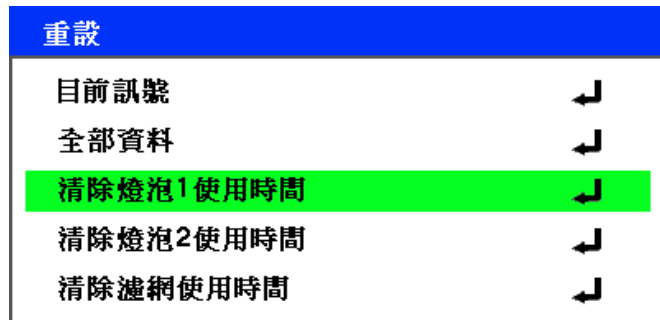 重設
目前訊號
全部資料
清除燈泡1使用時間
清除燈泡2使用時間
清除濾網使用時間